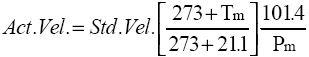 Act.Vel. = Std.Vel. [ (273 + Tm) / (273 + 21.1) ] 101.4 / Pm